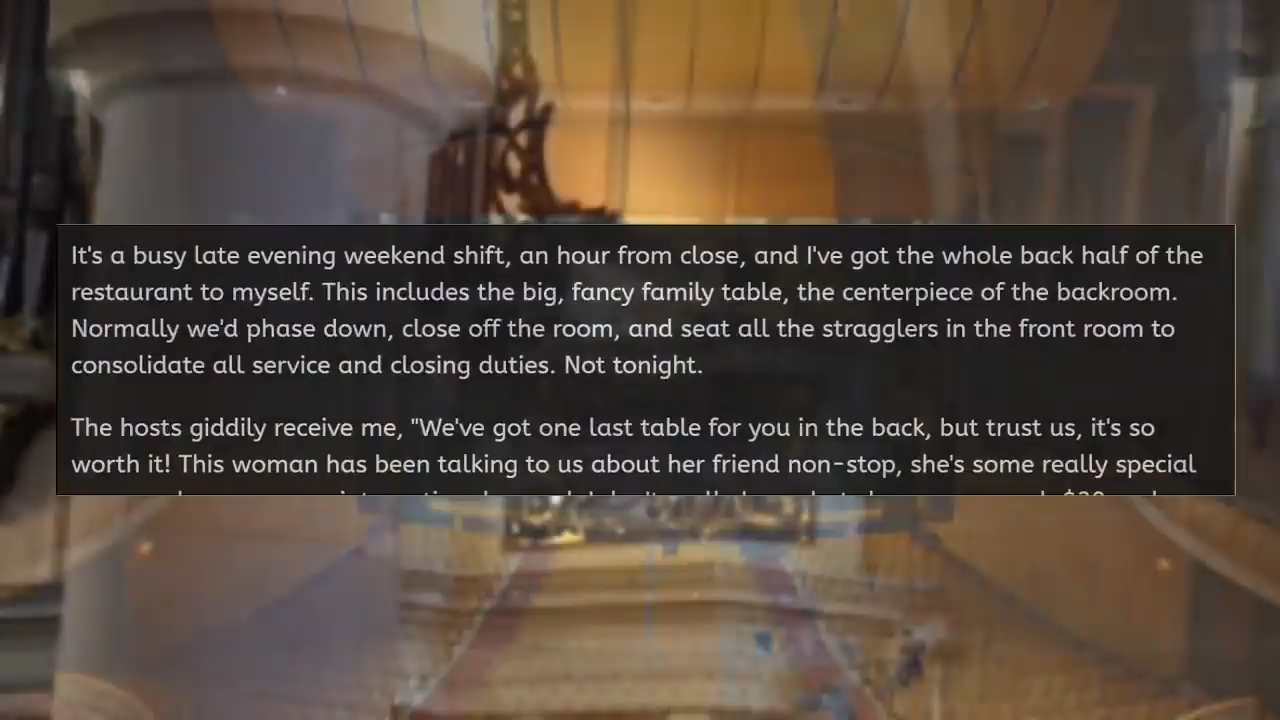 It's a busy late evening weekend shift, an hour from close, and I've got the whole back half of the
restaurant to myself. This includes the big, fancy family table, the centerpiece of the backroom.
Normally we'd phase down, close off the room, and seat all the stragglers in the front room to
consolidate all service and closing duties. Not tonight.
The hosts giddily receive me, "We've got one last table for you in the back, but trust us, it's so
worth it! This woman has been talking to us about her friend non-stop, she's some really special